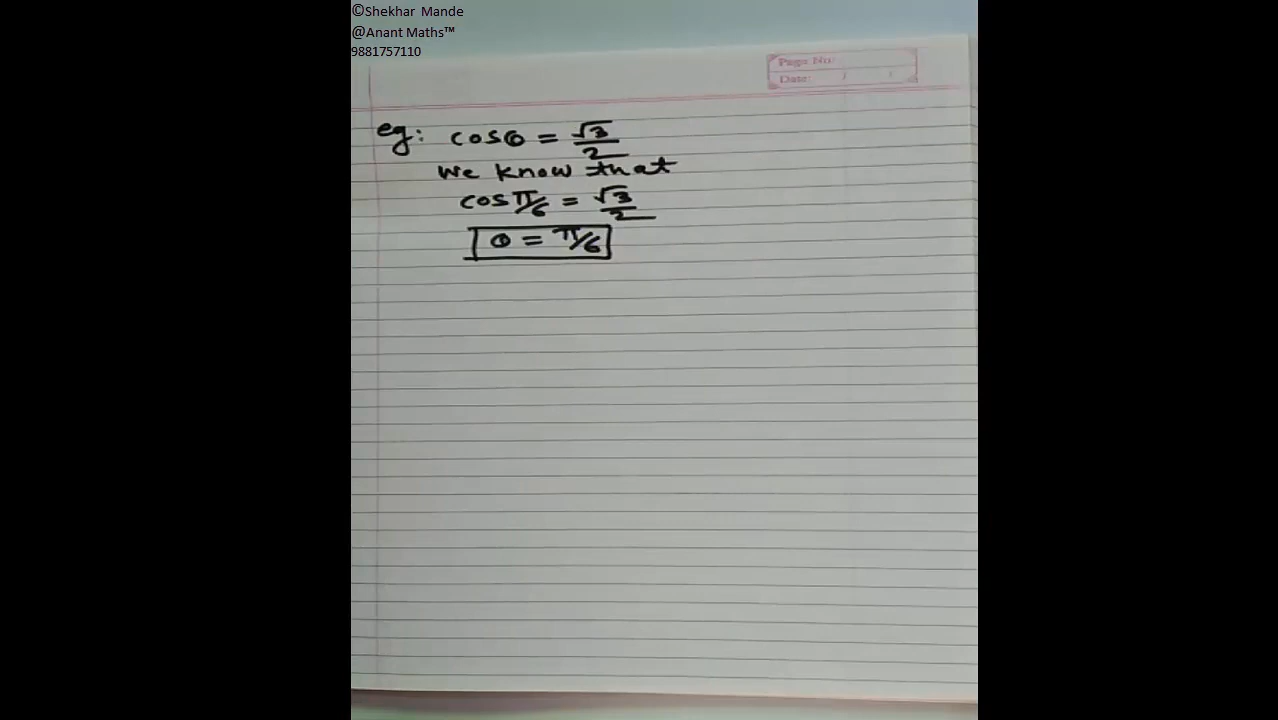 ©Shekhar Mande
@Anant Maths™
9881757110
Page No:
Date: / /
eg: cosθ = √3/2
We know that
cos π/6 = √3/2
θ = π/6